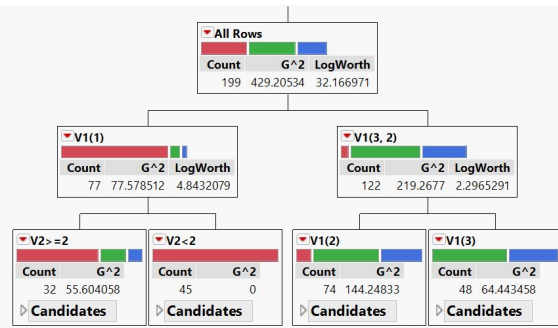 All Rows
Count G^2 LogWorth
199 429.20534 32.166971
V1(1)
Count G^2 LogWorth
77 77.578512 4.8432079
V1(3, 2)
Count G^2 LogWorth
122 219.2677 2.2965291
V2>=2
Count G^2
32 55.604058
Candidates
V2<2
Count G^2
45 0
Candidates
V1(2)
Count G^2
74 144.24833
Candidates
V1(3)
Count G^2
48 64.443458
Candidates